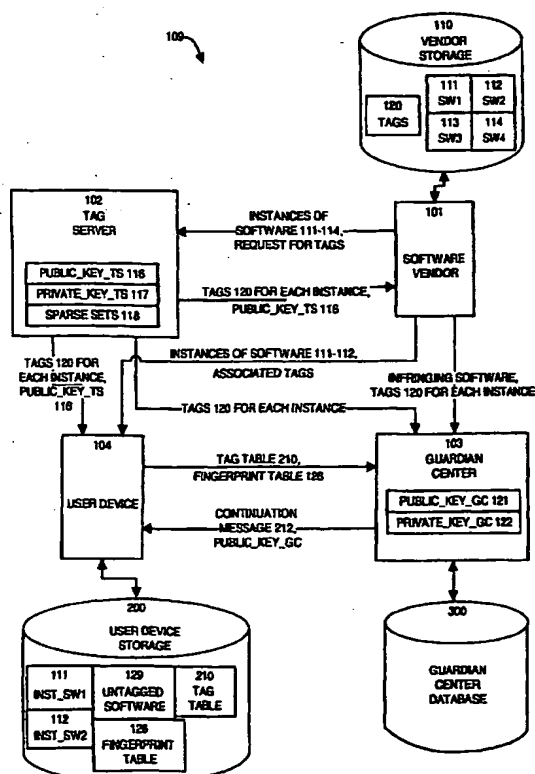 109
110
VENDOR
STORAGE
120
TAGS
111
SW1
112
SW2
113
SW3
114
SW4
102
TAG
SERVER
PUBLIC_KEY_TS 116
PRIVATE_KEY_TS 117
SPARSE SETS 118
INSTANCES OF
SOFTWARE 111-114,
REQUEST FOR TAGS
101
SOFTWARE
VENDOR
TAGS 120 FOR EACH INSTANCE,
PUBLIC_KEY_TS 116
TAGS 120 FOR
EACH INSTANCE,
PUBLIC_KEY_TS
116
INSTANCES OF SOFTWARE 111-112,
ASSOCIATED TAGS
INFRINGING SOFTWARE,
TAGS 120 FOR EACH INSTANCE
TAGS 120 FOR EACH INSTANCE
104
USER DEVICE
TAG TABLE 210,
FINGERPRINT TABLE 126
103
GUARDIAN
CENTER
PUBLIC_KEY_GC 121
PRIVATE_KEY_GC 122
CONTINUATION
MESSAGE 212,
PUBLIC_KEY_GC
200
USER DEVICE
STORAGE
111
INST_SW1
129
UNTAGGED
SOFTWARE
210
TAG
TABLE
112
INST_SW2
126
FINGERPRINT
TABLE
300
GUARDIAN
CENTER
DATABASE